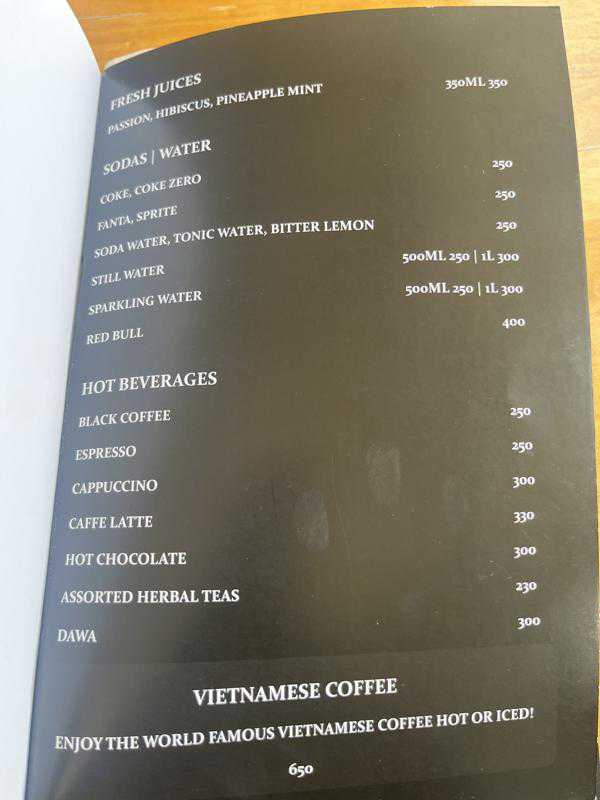 FRESH JUICES
PASSION, HIBISCUS, PINEAPPLE MINT 350ML 350
SODAS | WATER
COKE, COKE ZERO 250
FANTA, SPRITE 250
SODA WATER, TONIC WATER, BITTER LEMON 250
STILL WATER 500ML 250 | 1L 300
SPARKLING WATER 500ML 250 | 1L 300
RED BULL 400
HOT BEVERAGES
BLACK COFFEE 250
ESPRESSO 250
CAPPUCCINO 300
CAFFE LATTE 330
HOT CHOCOLATE 300
ASSORTED HERBAL TEAS 230
DAWA 300
VIETNAMESE COFFEE
ENJOY THE WORLD FAMOUS VIETNAMESE COFFEE HOT OR ICED!
650